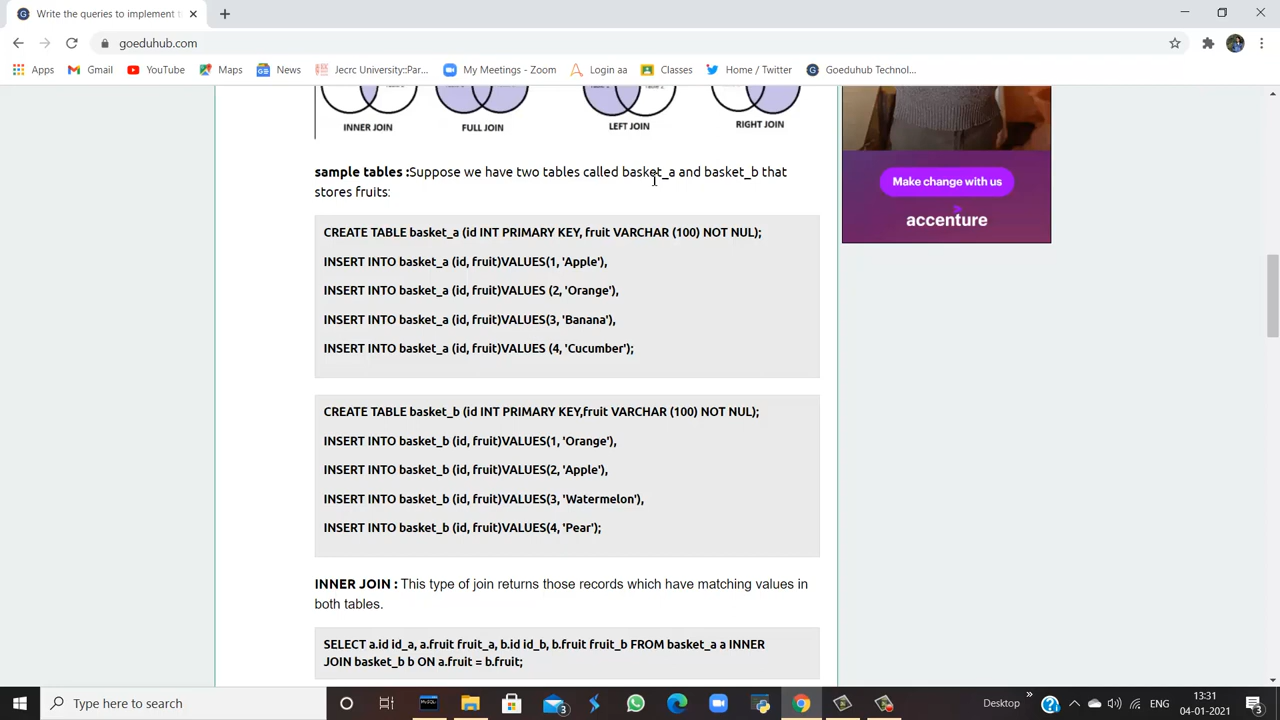 Write the queries to implement t
goeduhub.com
Apps
Gmail
YouTube
Maps
News
Jecrc University::Par...
My Meetings - Zoom
Login aa
Classes
Home / Twitter
Goeduhub Technol...
INNER JOIN
FULL JOIN
LEFT JOIN
RIGHT JOIN
sample tables :Suppose we have two tables called basket_a and basket_b that
stores fruits:
CREATE TABLE basket_a (id INT PRIMARY KEY, fruit VARCHAR (100) NOT NUL);
INSERT INTO basket_a (id, fruit)VALUES(1, 'Apple'),
INSERT INTO basket_a (id, fruit)VALUES (2, 'Orange'),
INSERT INTO basket_a (id, fruit)VALUES(3, 'Banana'),
INSERT INTO basket_a (id, fruit)VALUES (4, 'Cucumber');
CREATE TABLE basket_b (id INT PRIMARY KEY,fruit VARCHAR (100) NOT NUL);
INSERT INTO basket_b (id, fruit)VALUES(1, 'Orange'),
INSERT INTO basket_b (id, fruit)VALUES(2, 'Apple'),
INSERT INTO basket_b (id, fruit)VALUES(3, 'Watermelon'),
INSERT INTO basket_b (id, fruit)VALUES(4, 'Pear');
INNER JOIN : This type of join returns those records which have matching values in
both tables.
SELECT a.id id_a, a.fruit fruit_a, b.id id_b, b.fruit fruit_b FROM basket_a a INNER
JOIN basket_b b ON a.fruit = b.fruit;
Make change with us
accenture
Type here to search
Desktop
ENG
13:31
04-01-2021